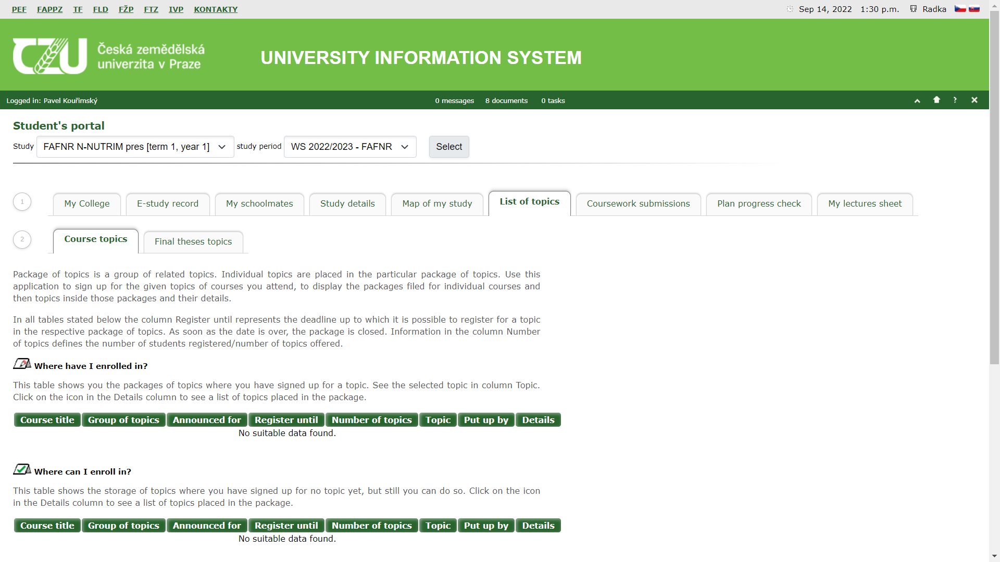 PEF FAPPZ TF FLD FŽP FTZ IVP KONTAKTY Sep 14, 2022 1:30 p.m. Radka
CZU Česká zemědělská
univerzita v Praze
UNIVERSITY INFORMATION SYSTEM
Logged in: Pavel Kouřimský 0 messages 8 documents 0 tasks ?
Student's portal
Study FAFNR N-NUTRIM pres [term 1, year 1] study period WS 2022/2023 - FAFNR Select
1 My College E-study record My schoolmates Study details Map of my study List of topics Coursework submissions Plan progress check My lectures sheet
2 Course topics Final theses topics
Package of topics is a group of related topics. Individual topics are placed in the particular package of topics. Use this
application to sign up for the given topics of courses you attend, to display the packages filed for individual courses and
then topics inside those packages and their details.
In all tables stated below the column Register until represents the deadline up to which it is possible to register for a topic
in the respective package of topics. As soon as the date is over, the package is closed. Information in the column Number
of topics defines the number of students registered/number of topics offered.
Where have I enrolled in?
This table shows you the packages of topics where you have signed up for a topic. See the selected topic in column Topic.
Click on the icon in the Details column to see a list of topics placed in the package.
Course title Group of topics Announced for Register until Number of topics Topic Put up by Details
No suitable data found.
Where can I enroll in?
This table shows the storage of topics where you have signed up for no topic yet, but still you can do so. Click on the icon
in the Details column to see a list of topics placed in the package.
Course title Group of topics Announced for Register until Number of topics Topic Put up by Details
No suitable data found.